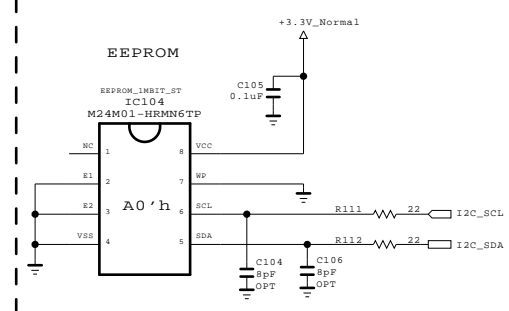 +3.3V_Normal
EEPROM
EEPROM_1MBIT_ST
IC104
M24M01-HRMN6TP
C105
0.1uF
NC
1
8
VCC
E1
2
7
WP
E2
3
A0'h
6
SCL
R111
22
I2C_SCL
VSS
4
5
SDA
R112
22
I2C_SDA
C104
8pF
OPT
C106
8pF
OPT